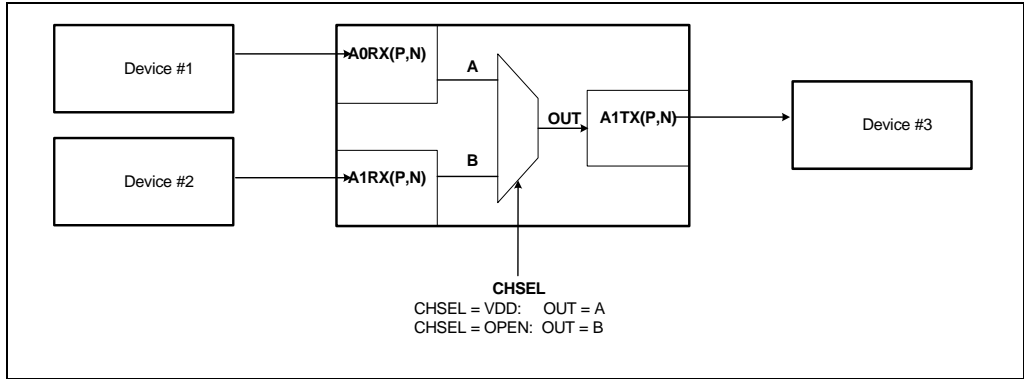 Device #1
A0RX(P,N)
A
Device #2
A1RX(P,N)
B
OUT
A1TX(P,N)
Device #3
CHSEL
CHSEL = VDD: OUT = A
CHSEL = OPEN: OUT = B